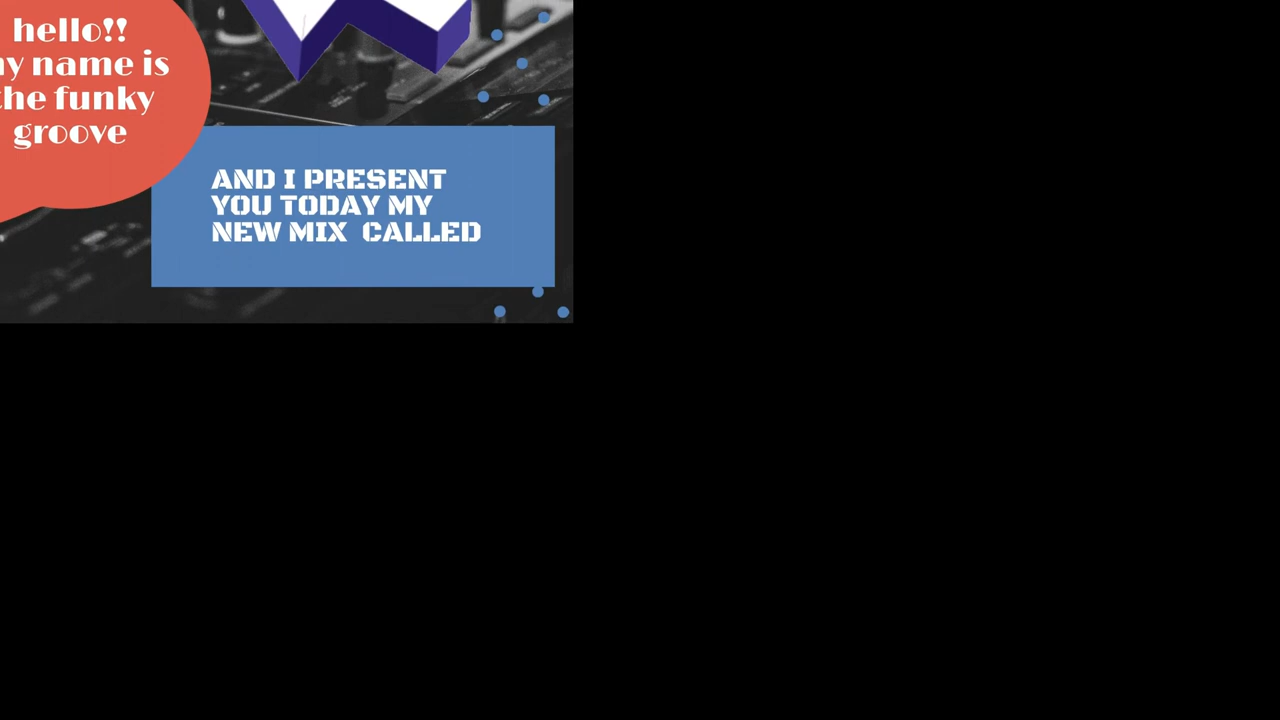 hello!!
y name is
the funky
groove
AND I PRESENT
YOU TODAY MY
NEW MIX CALLED